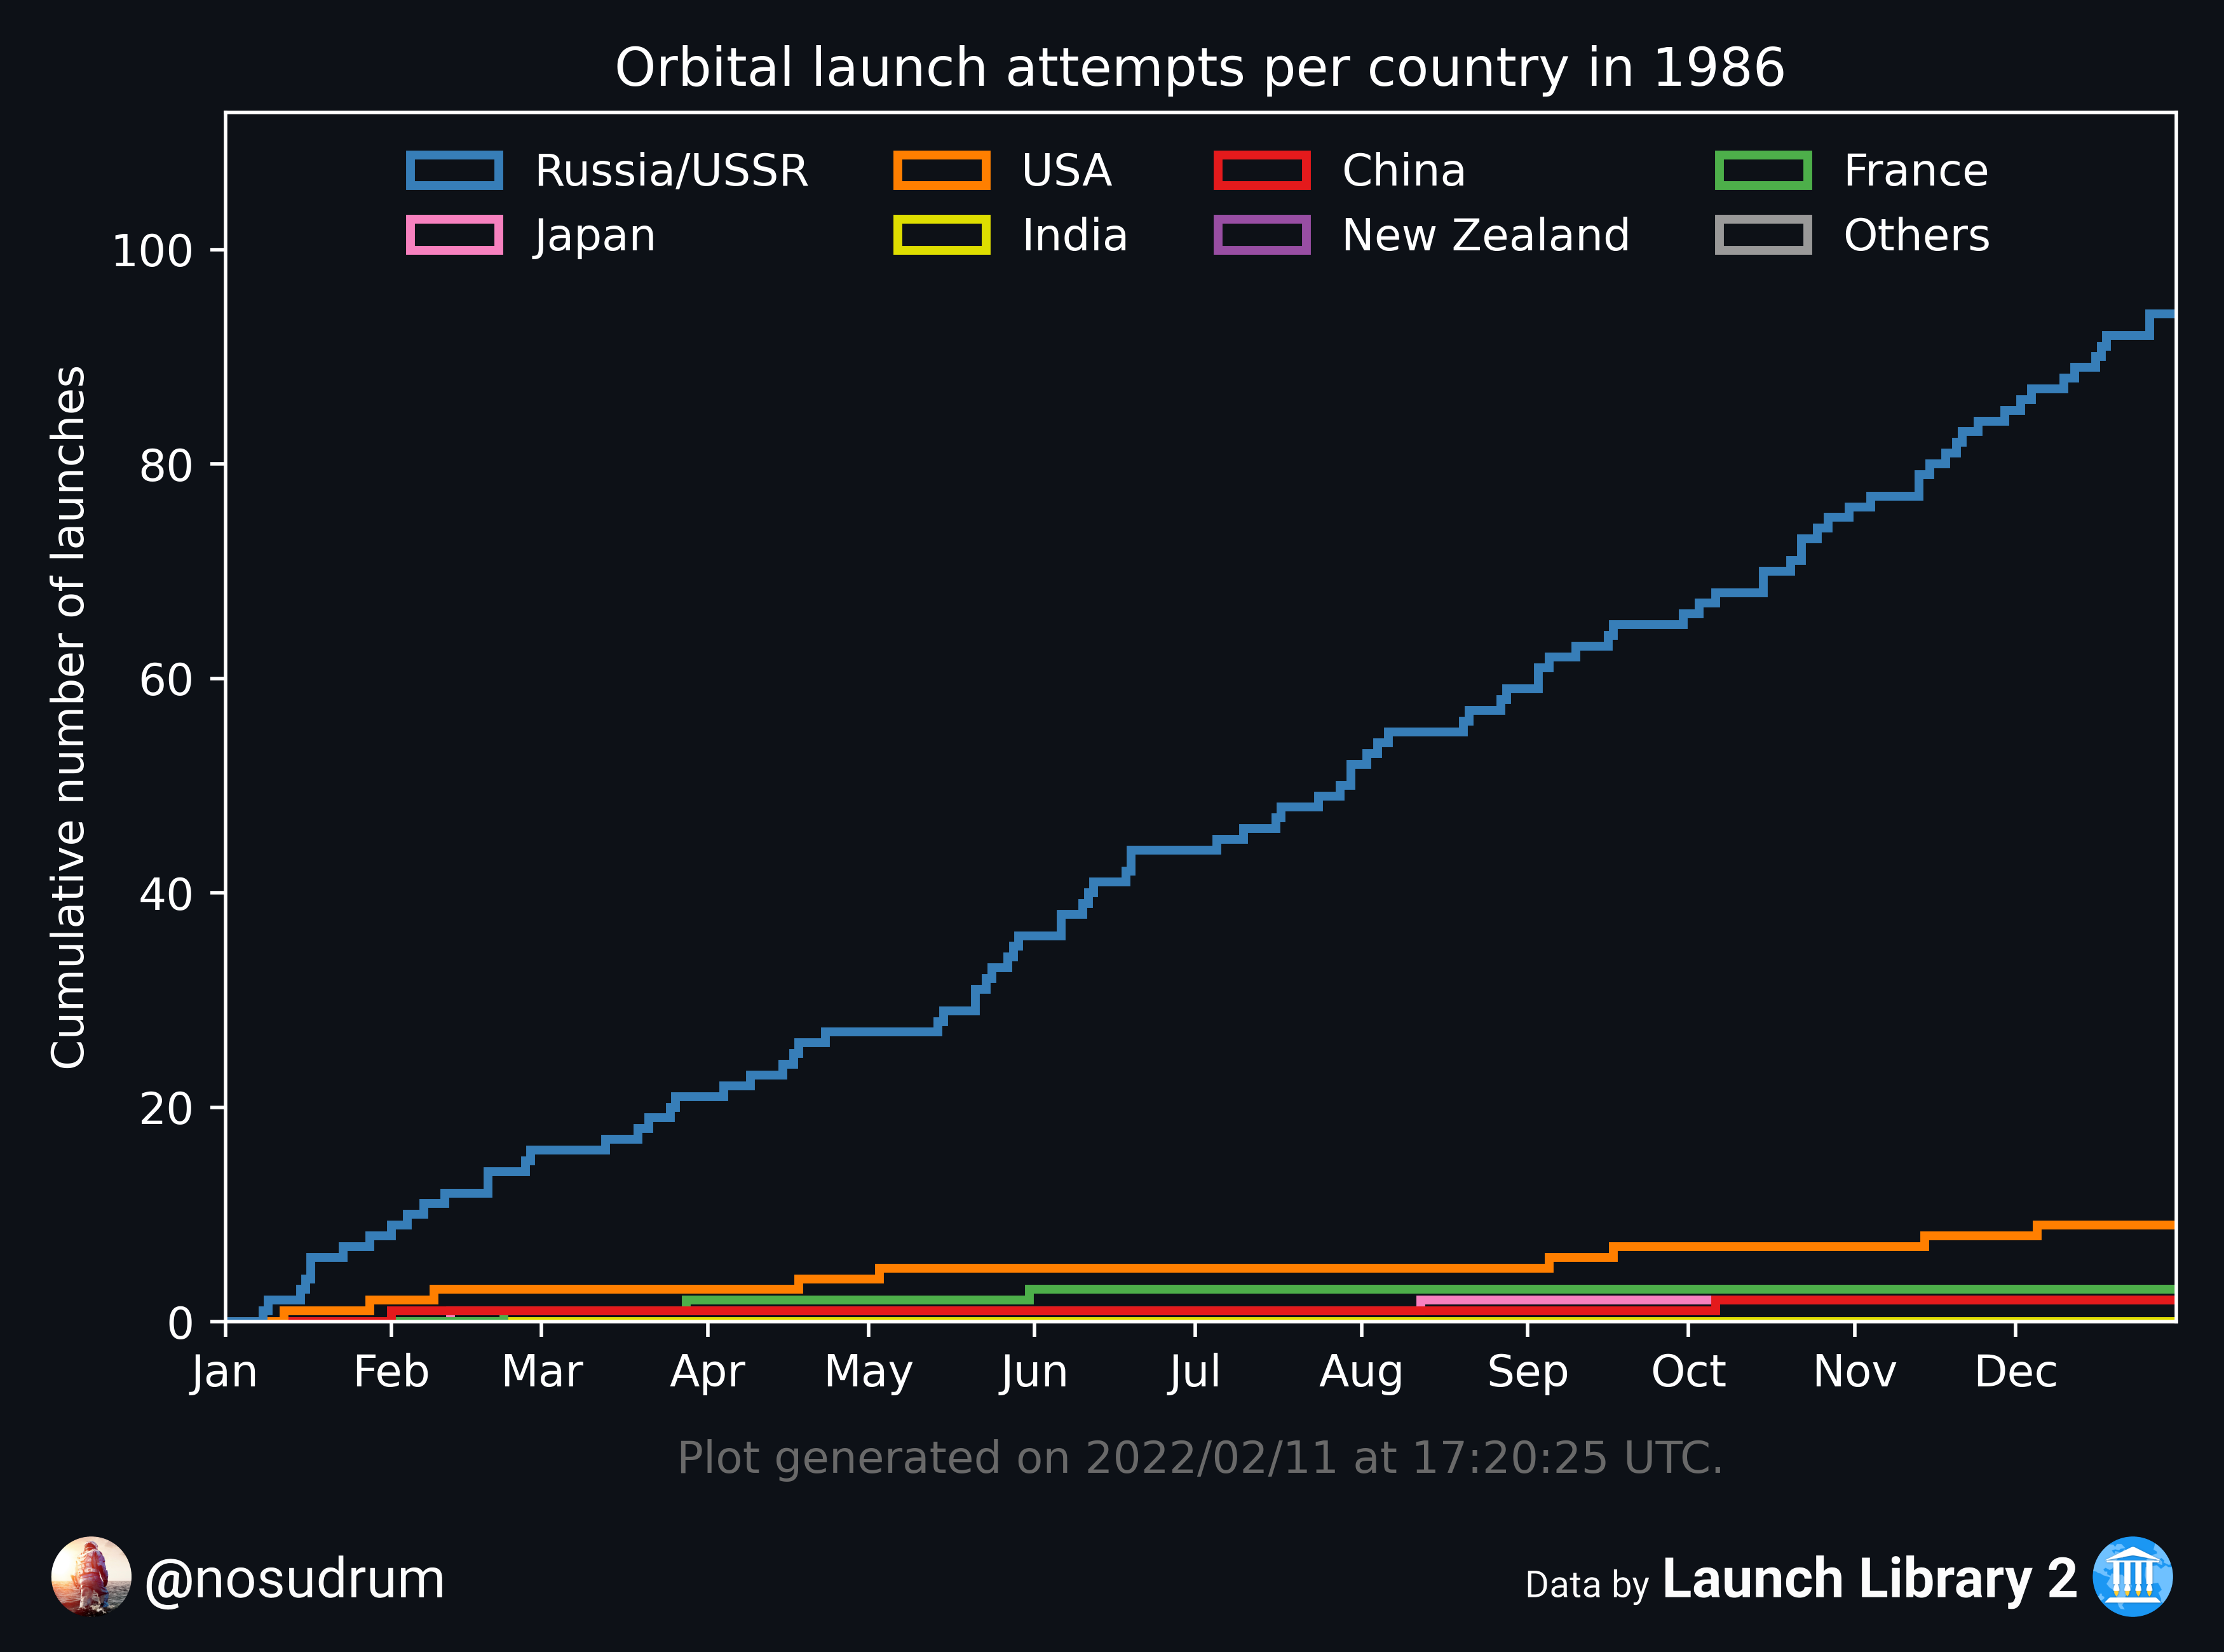 Orbital launch attempts per country in 1986
Russia/USSR USA China France
Japan India New Zealand Others
Cumulative number of launches
100
80
60
40
20
0
Jan Feb Mar Apr May Jun Jul Aug Sep Oct Nov Dec
Plot generated on 2022/02/11 at 17:20:25 UTC.
@nosudrum
Data by Launch Library 2